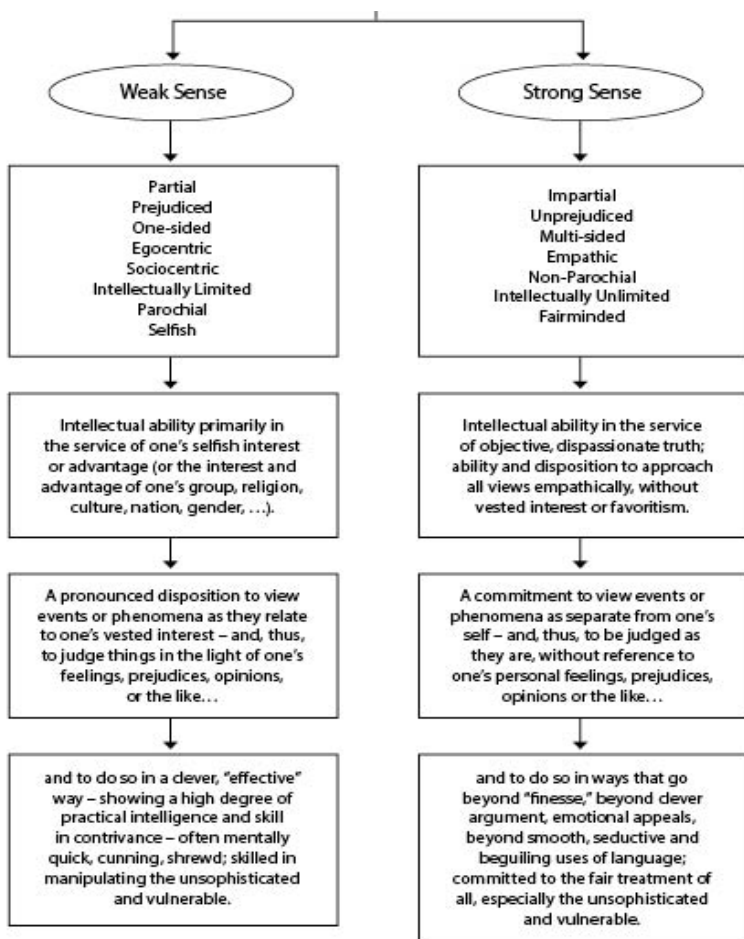 Weak Sense
Partial
Prejudiced
One-sided
Egocentric
Sociocentric
Intellectually Limited
Parochial
Selfish
Intellectual ability primarily in
the service of one's selfish interest
or advantage (or the interest and
advantage of one's group, religion,
culture, nation, gender, …).
A pronounced disposition to view
events or phenomena as they relate
to one's vested interest – and, thus,
to judge things in the light of one's
feelings, prejudices, opinions,
or the like…
and to do so in a clever, "effective"
way – showing a high degree of
practical intelligence and skill
in contrivance – often mentally
quick, cunning, shrewd; skilled in
manipulating the unsophisticated
and vulnerable.
Strong Sense
Impartial
Unprejudiced
Multi-sided
Empathic
Non-Parochial
Intellectually Unlimited
Fairminded
Intellectual ability in the service
of objective, dispassionate truth;
ability and disposition to approach
all views empathically, without
vested interest or favoritism.
A commitment to view events or
phenomena as separate from one's
self – and, thus, to be judged as
they are, without reference to
one's personal feelings, prejudices,
opinions or the like…
and to do so in ways that go
beyond "finesse," beyond clever
argument, emotional appeals,
beyond smooth, seductive and
beguiling uses of language;
committed to the fair treatment of
all, especially the unsophisticated
and vulnerable.